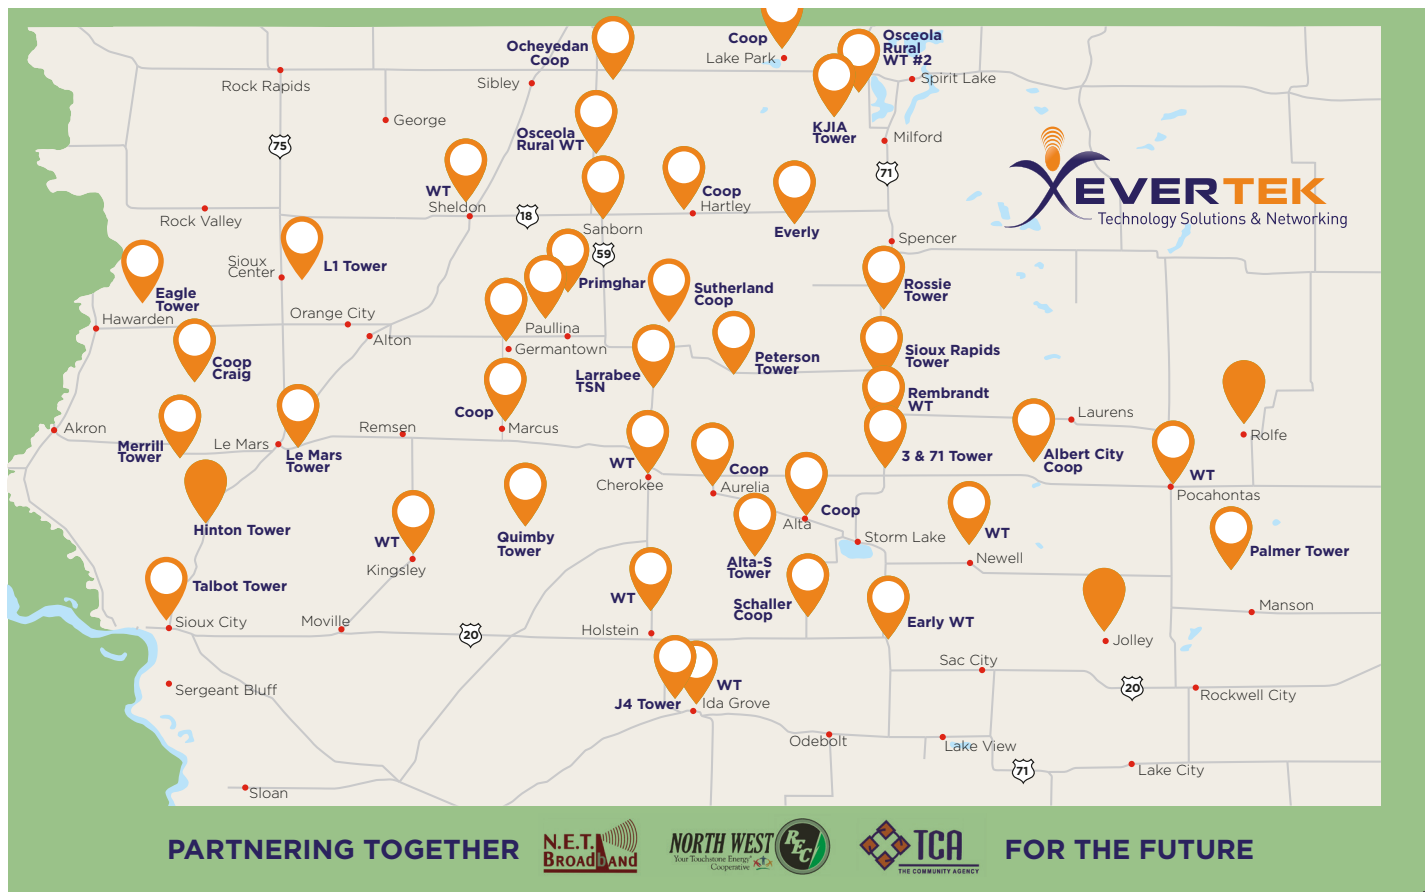 Coop
Lake Park
Ocheyedan
Coop
Osceola
Rural
WT #2
Spirit Lake
Rock Rapids
Sibley
George
KJIA
Tower
Milford
Osceola
Rural WT
75
71
EVERTEK
Technology Solutions & Networking
WT
Sheldon
18
Coop
Hartley
Rock Valley
Sanborn
Everly
Spencer
59
Sioux
Center
L1 Tower
Primghar
Sutherland
Coop
Rossie
Tower
Eagle
Tower
Hawarden
Orange City
Alton
Paullina
Germantown
Coop
Craig
Larrabee
TSN
Peterson
Tower
Sioux Rapids
Tower
Rembrandt
WT
Coop
Marcus
Laurens
Akron
Merrill
Tower
Le Mars
Le Mars
Tower
Remsen
WT
Cherokee
Coop
Aurelia
3 & 71 Tower
Albert City
Coop
WT
Pocahontas
Rolfe
Hinton Tower
WT
Kingsley
Quimby
Tower
Coop
Alta
Storm Lake
WT
Newell
Palmer Tower
Alta-S
Tower
Talbot Tower
Sioux City
Moville
WT
Holstein
Schaller
Coop
Early WT
Manson
Jolley
20
Sac City
20
Sergeant Bluff
J4 Tower
WT
Ida Grove
Rockwell City
Odebolt
Lake View
71
Lake City
Sloan
PARTNERING TOGETHER
N.E.T.
BROADBAND
NORTH WEST
Your Touchstone Energy®
Cooperative
REC
TCA
THE COMMUNITY AGENCY
FOR THE FUTURE